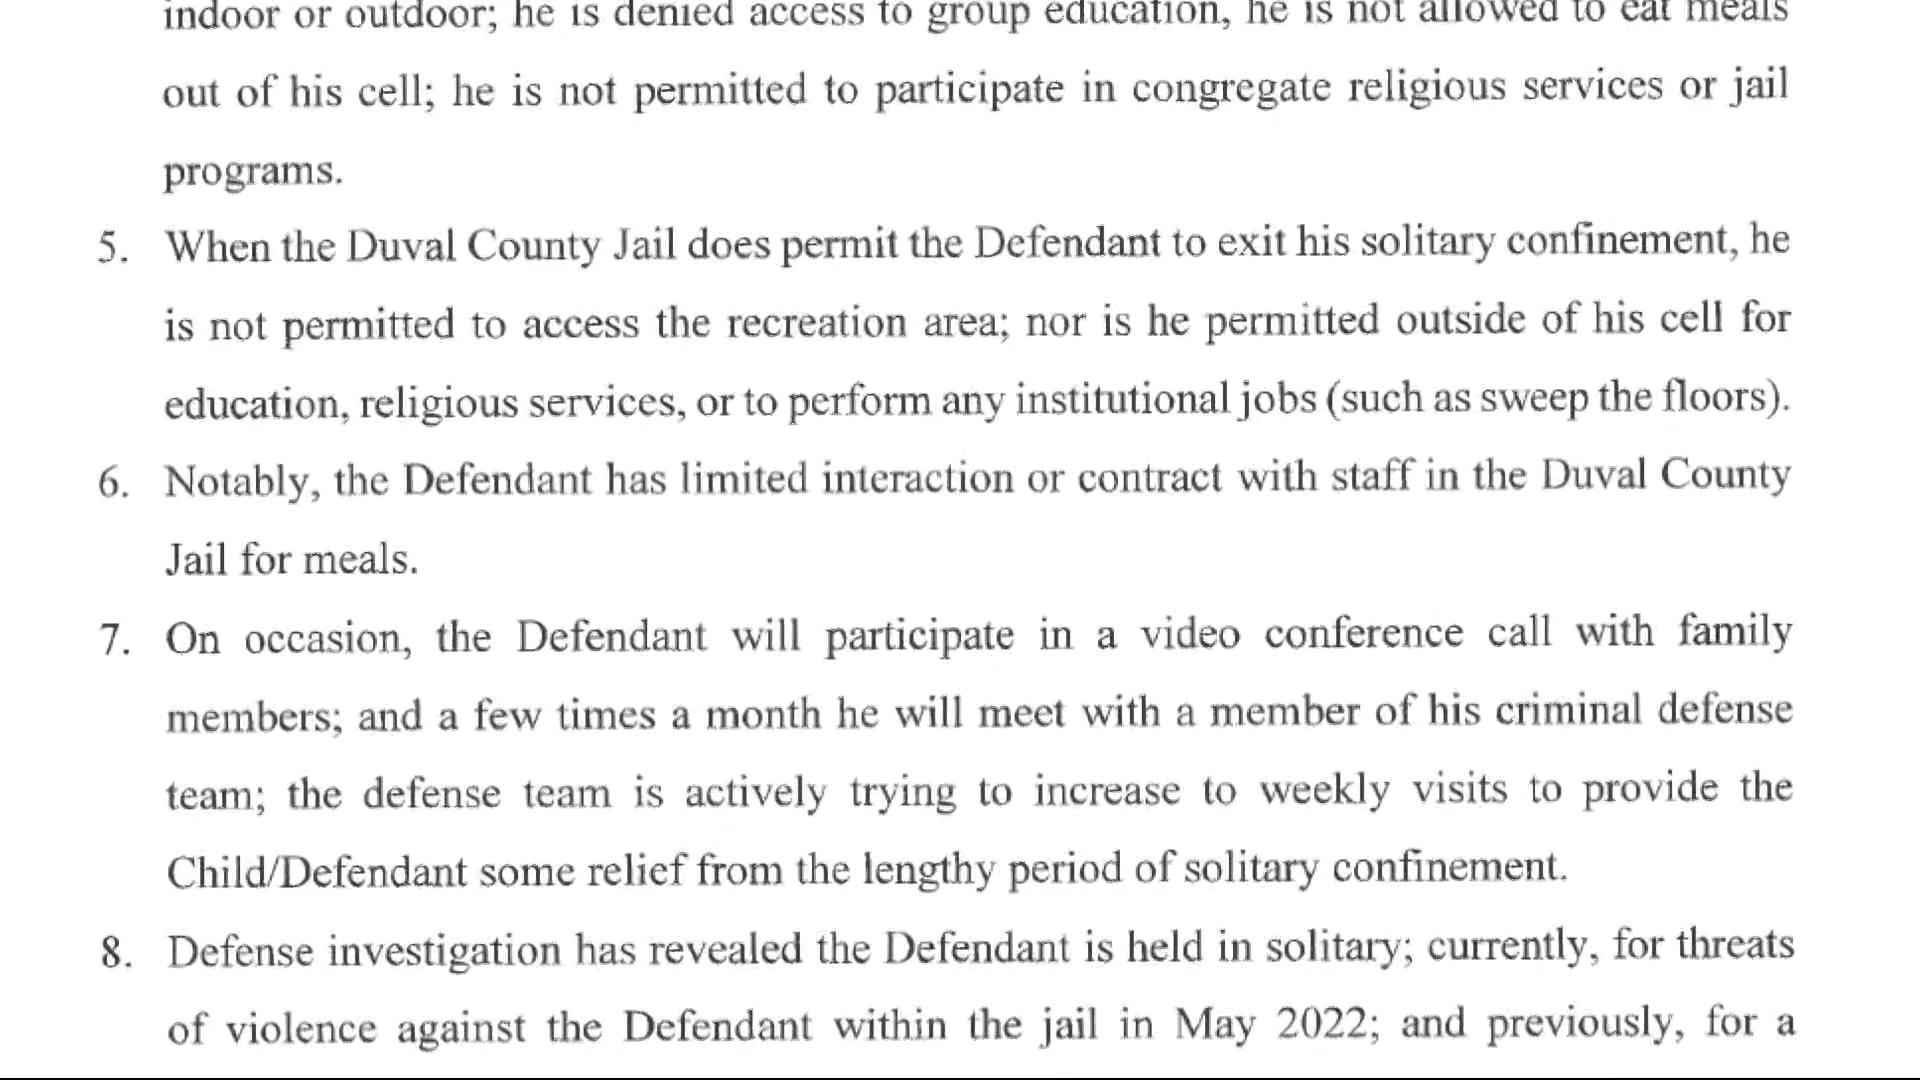 indoor or outdoor; he is denied access to group education, he is not allowed to eat meals
out of his cell; he is not permitted to participate in congregate religious services or jail
programs.
5. When the Duval County Jail does permit the Defendant to exit his solitary confinement, he
is not permitted to access the recreation area; nor is he permitted outside of his cell for
education, religious services, or to perform any institutional jobs (such as sweep the floors).
6. Notably, the Defendant has limited interaction or contract with staff in the Duval County
Jail for meals.
7. On occasion, the Defendant will participate in a video conference call with family
members; and a few times a month he will meet with a member of his criminal defense
team; the defense team is actively trying to increase to weekly visits to provide the
Child/Defendant some relief from the lengthy period of solitary confinement.
8. Defense investigation has revealed the Defendant is held in solitary; currently, for threats
of violence against the Defendant within the jail in May 2022; and previously, for a